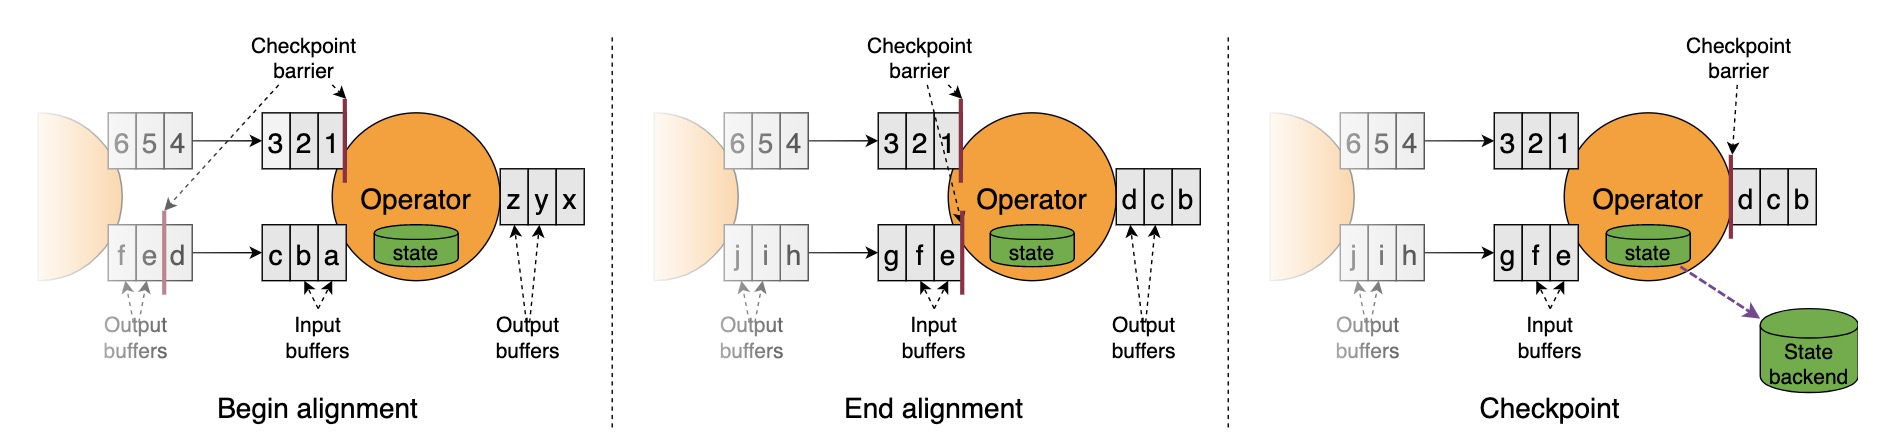 Checkpoint
barrier
6 5 4
3 2 1
Operator
z y x
state
f e d
c b a
Output
buffers
Input
buffers
Output
buffers
Begin alignment
Checkpoint
barrier
6 5 4
3 2 1
Operator
d c b
state
j i h
g f e
Output
buffers
Input
buffers
Output
buffers
End alignment
Checkpoint
barrier
6 5 4
3 2 1
Operator
d c b
state
j i h
g f e
Output
buffers
Input
buffers
State
backend
Checkpoint